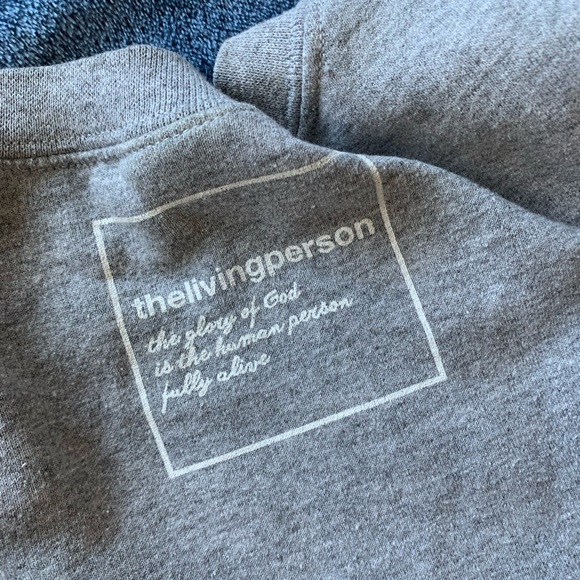 thelivingperson
the glory of God
is the human person
fully alive